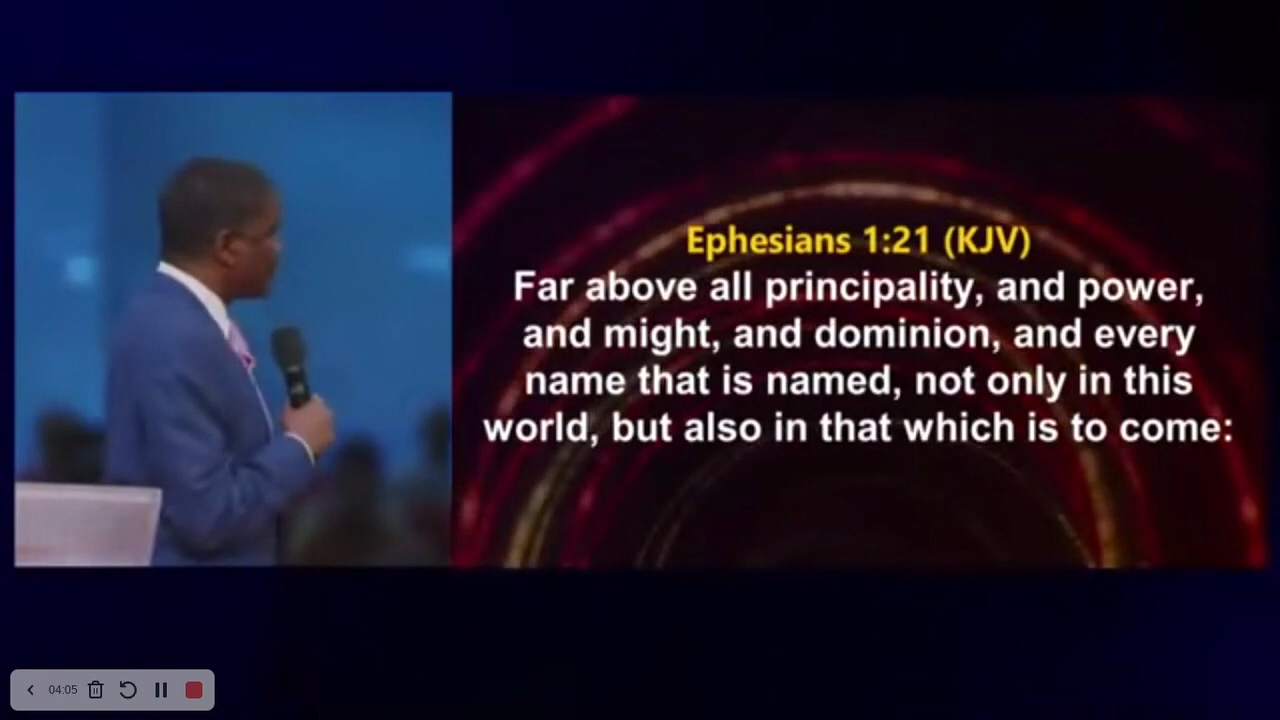 Ephesians 1:21 (KJV)
Far above all principality, and power,
and might, and dominion, and every
name that is named, not only in this
world, but also in that which is to come:
04:05